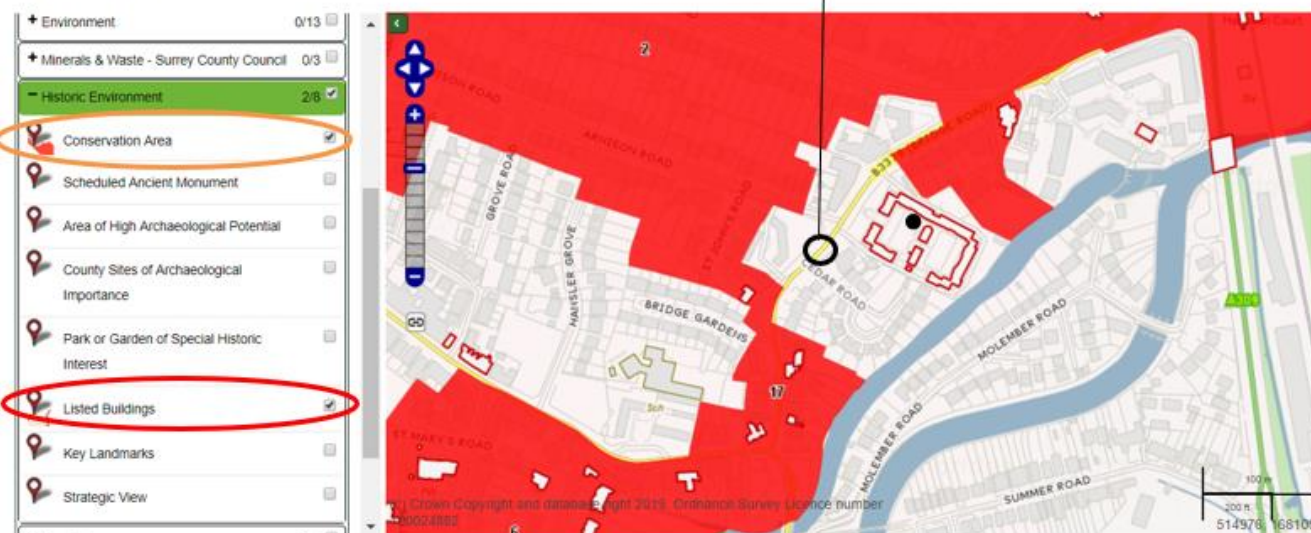 + Environment 0/13
+ Minerals & Waste - Surrey County Council 0/3
- Historic Environment 2/8
Conservation Area
Scheduled Ancient Monument
Area of High Archaeological Potential
County Sites of Archaeological
Importance
Park or Garden of Special Historic
Interest
Listed Buildings
Key Landmarks
Strategic View
2
ARNISON ROAD
GROVE ROAD
HANSLER GROVE
ST JOHN'S ROAD
BRIDGE GARDENS
CEDAR ROAD
A309
MOLEMBER ROAD
17
Sch
MOLEMBER ROAD
ST MARY'S ROAD
SUMMER ROAD
6
(c) Crown Copyright and database right 2019. Ordnance Survey Licence number
100024882
100 m
200 ft